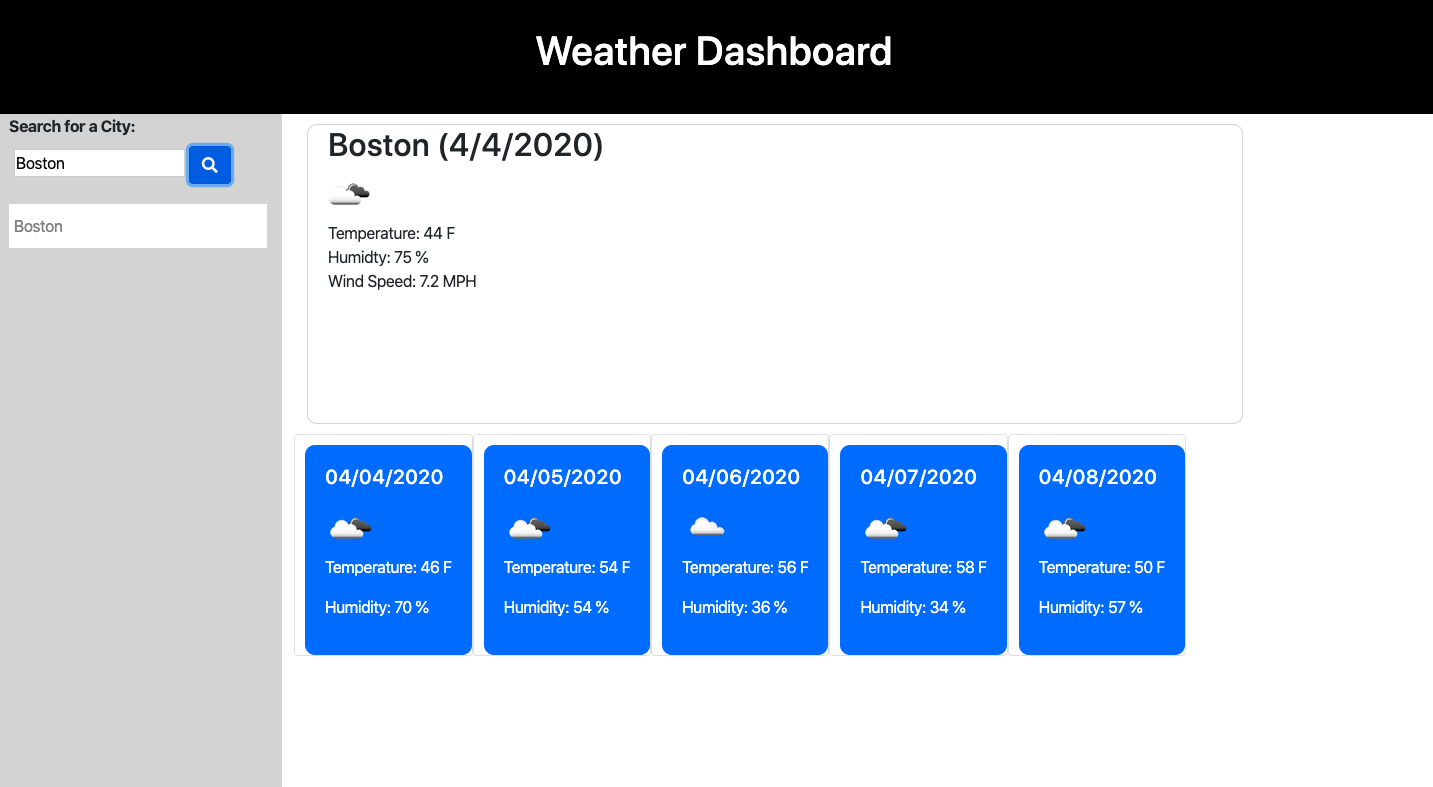 Weather Dashboard
Search for a City:
Boston
Boston
Boston (4/4/2020)
Temperature: 44 F
Humidty: 75 %
Wind Speed: 7.2 MPH
04/04/2020
Temperature: 46 F
Humidity: 70 %
04/05/2020
Temperature: 54 F
Humidity: 54 %
04/06/2020
Temperature: 56 F
Humidity: 36 %
04/07/2020
Temperature: 58 F
Humidity: 34 %
04/08/2020
Temperature: 50 F
Humidity: 57 %